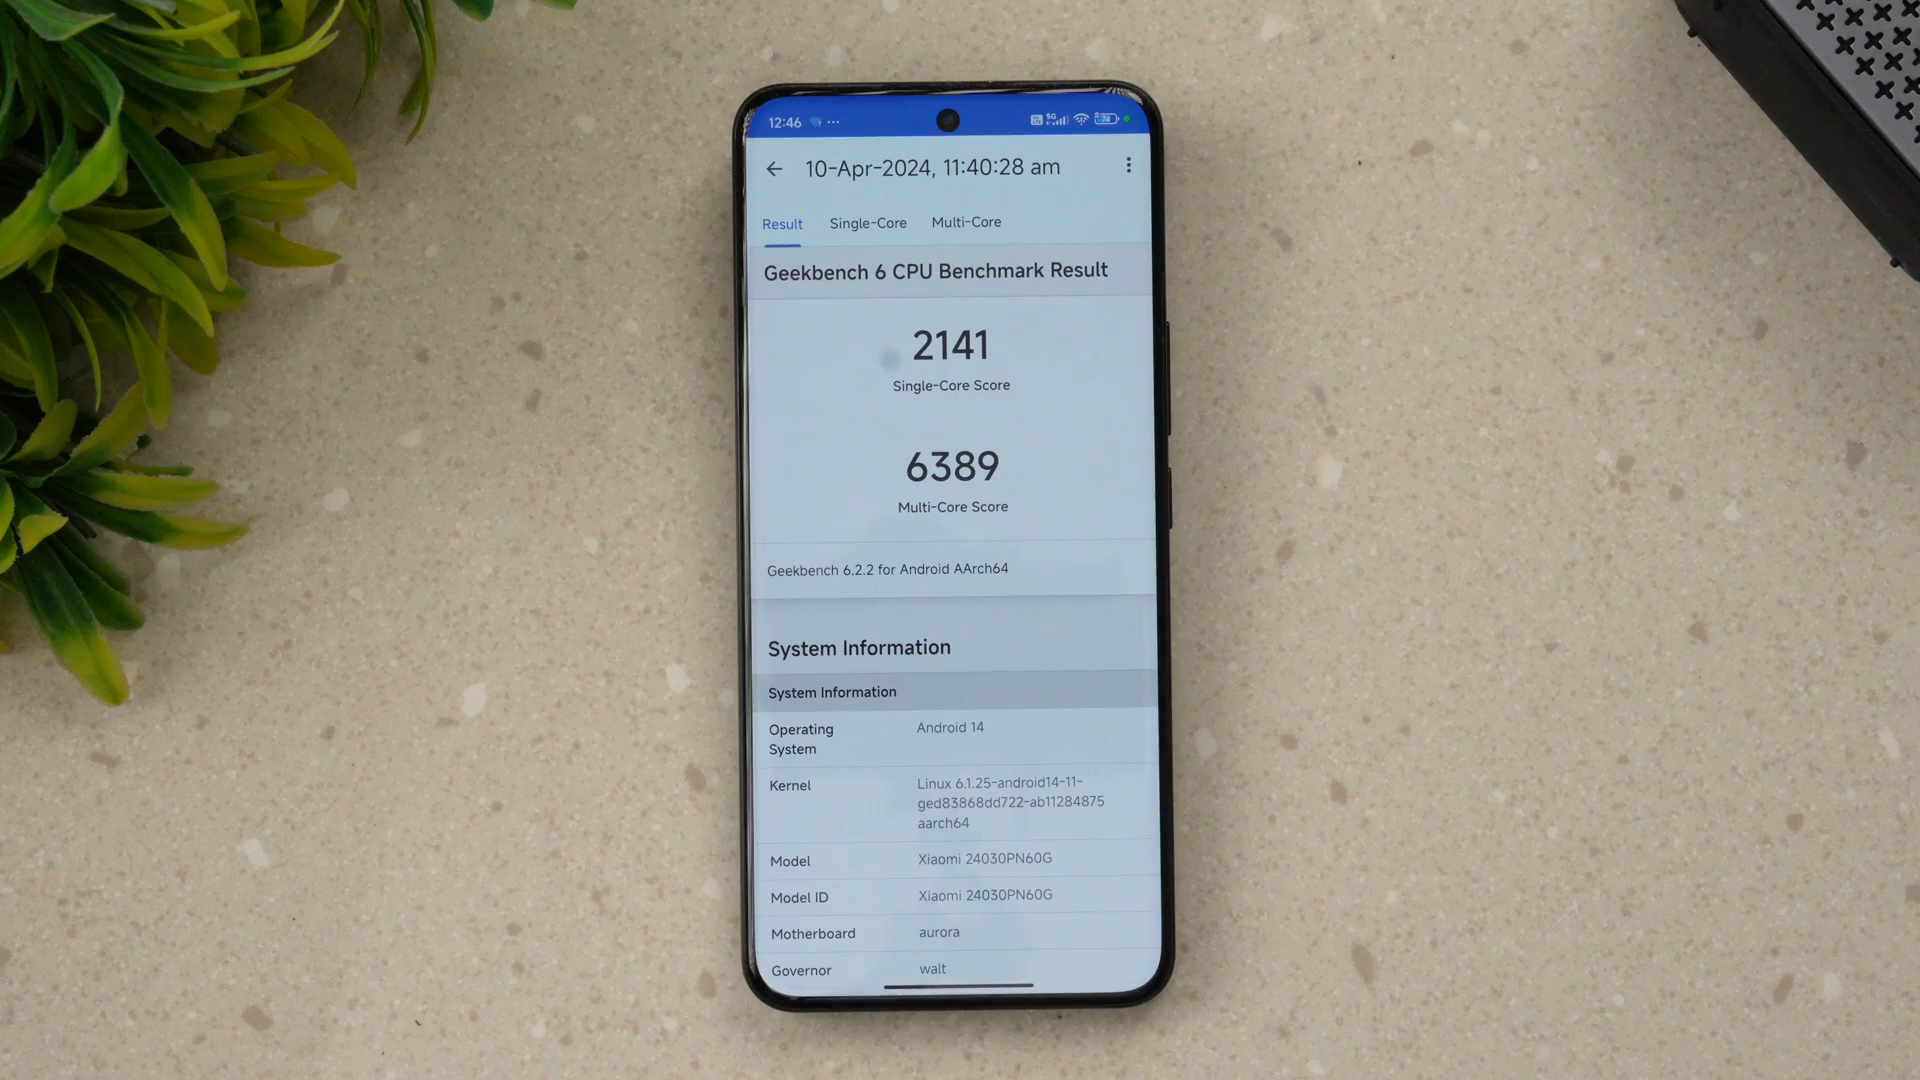 12:46
5G
74
10-Apr-2024, 11:40:28 am
Result Single-Core Multi-Core
Geekbench 6 CPU Benchmark Result
2141
Single-Core Score
6389
Multi-Core Score
Geekbench 6.2.2 for Android AArch64
System Information
System Information
Operating System
Android 14
Kernel
Linux 6.1.25-android14-11-
ged83868dd722-ab11284875
aarch64
Model Xiaomi 24030PN60G
Model ID Xiaomi 24030PN60G
Motherboard aurora
Governor walt